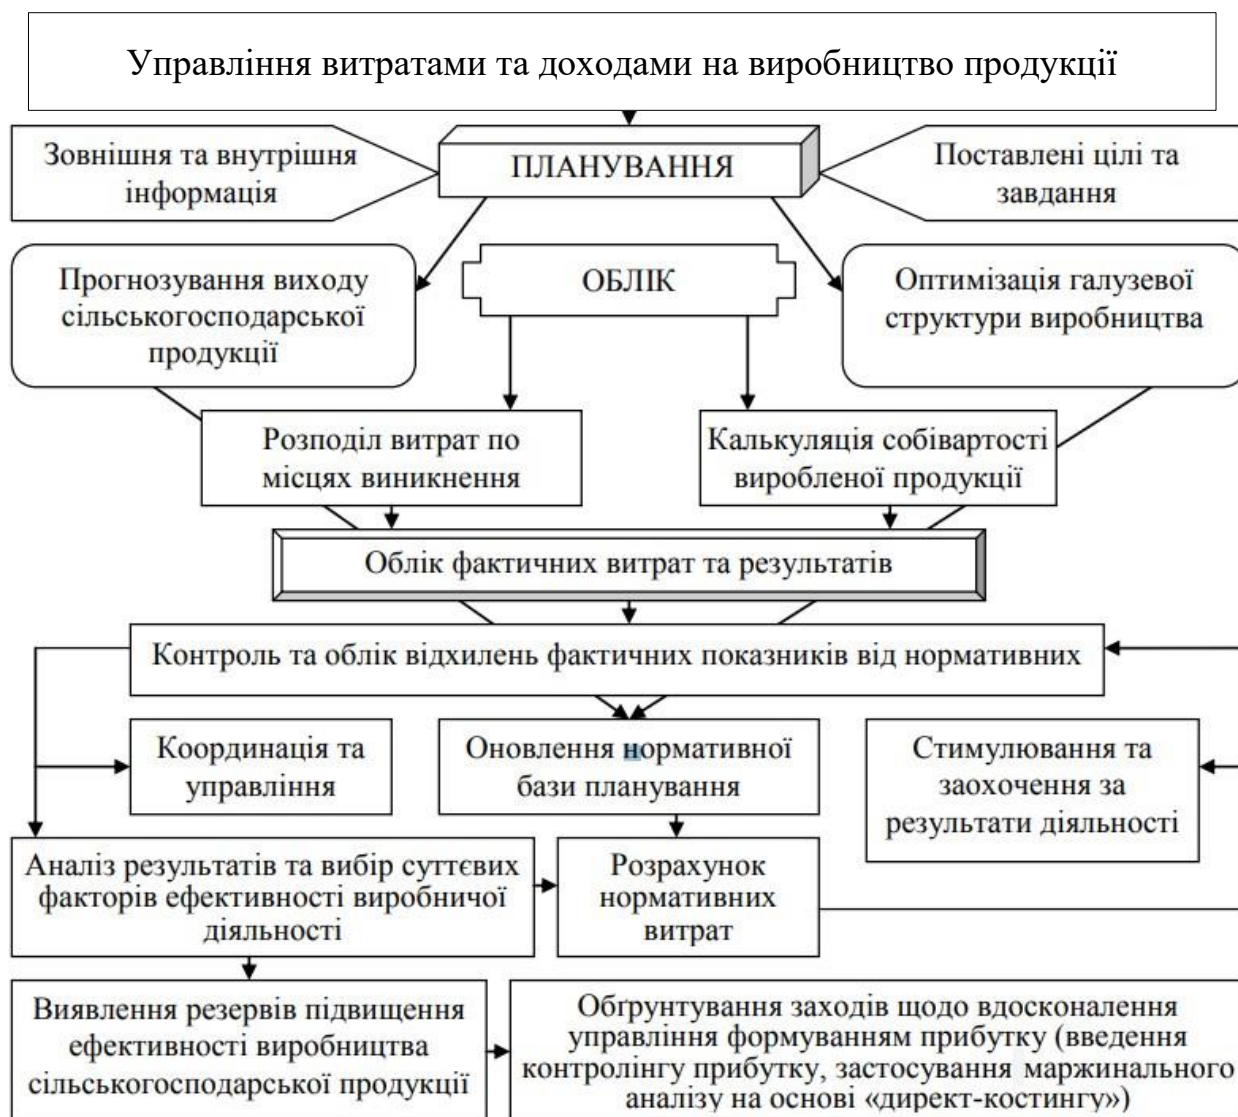 Управління витратами та доходами на виробництво продукції
Зовнішня та внутрішня
інформація
ПЛАНУВАННЯ
Поставлені цілі та
завдання
Прогнозування виходу
сільськогосподарської
продукції
ОБЛІК
Оптимізація галузевої
структури виробництва
Розподіл витрат по
місцях виникнення
Калькуляція собівартості
виробленої продукції
Облік фактичних витрат та результатів
Контроль та облік відхилень фактичних показників від нормативних
Координація та
управління
Оновлення нормативної
бази планування
Стимулювання та
заохочення за
результати діяльності
Аналіз результатів та вибір суттєвих
факторів ефективності виробничої
діяльності
Розрахунок
нормативних
витрат
Виявлення резервів підвищення
ефективності виробництва
сільськогосподарської продукції
Обґрунтування заходів щодо вдосконалення
управління формуванням прибутку (введення
контролінгу прибутку, застосування маржинального
аналізу на основі «директ-костингу»)